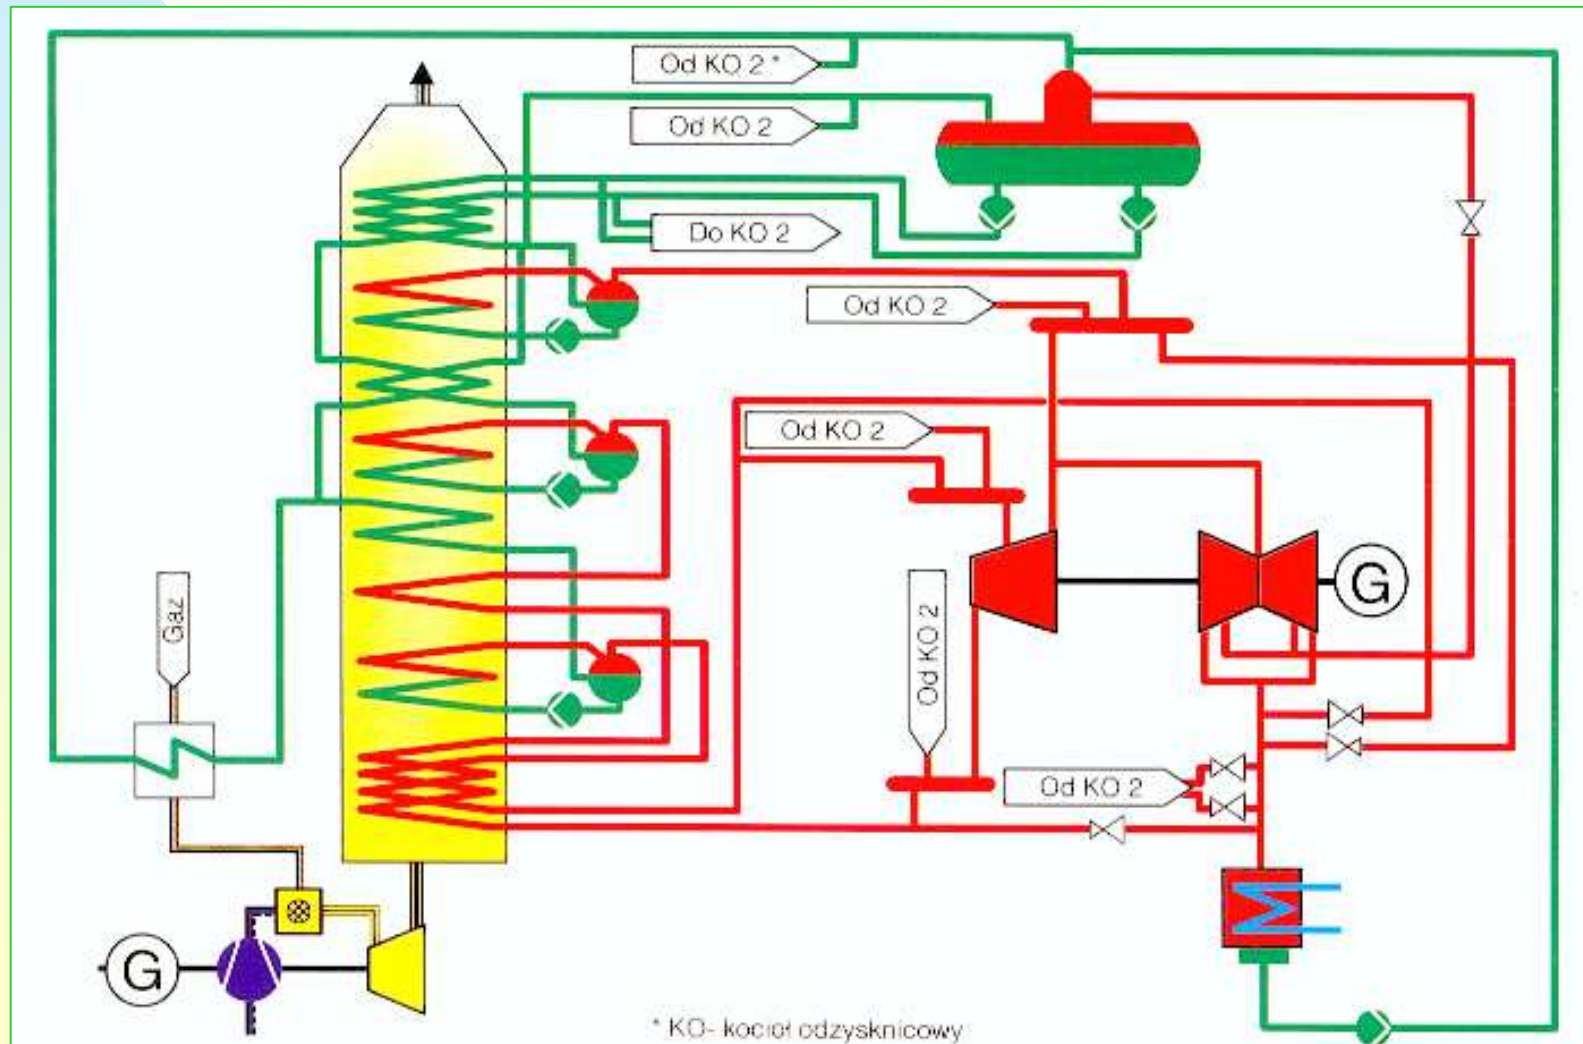 Od KO 2 *
Od KO 2
Do KO 2
Od KO 2
Od KO 2
G
Gaz
Od KO 2
Od KO 2
G
* KO- kocioł odzysknicowy